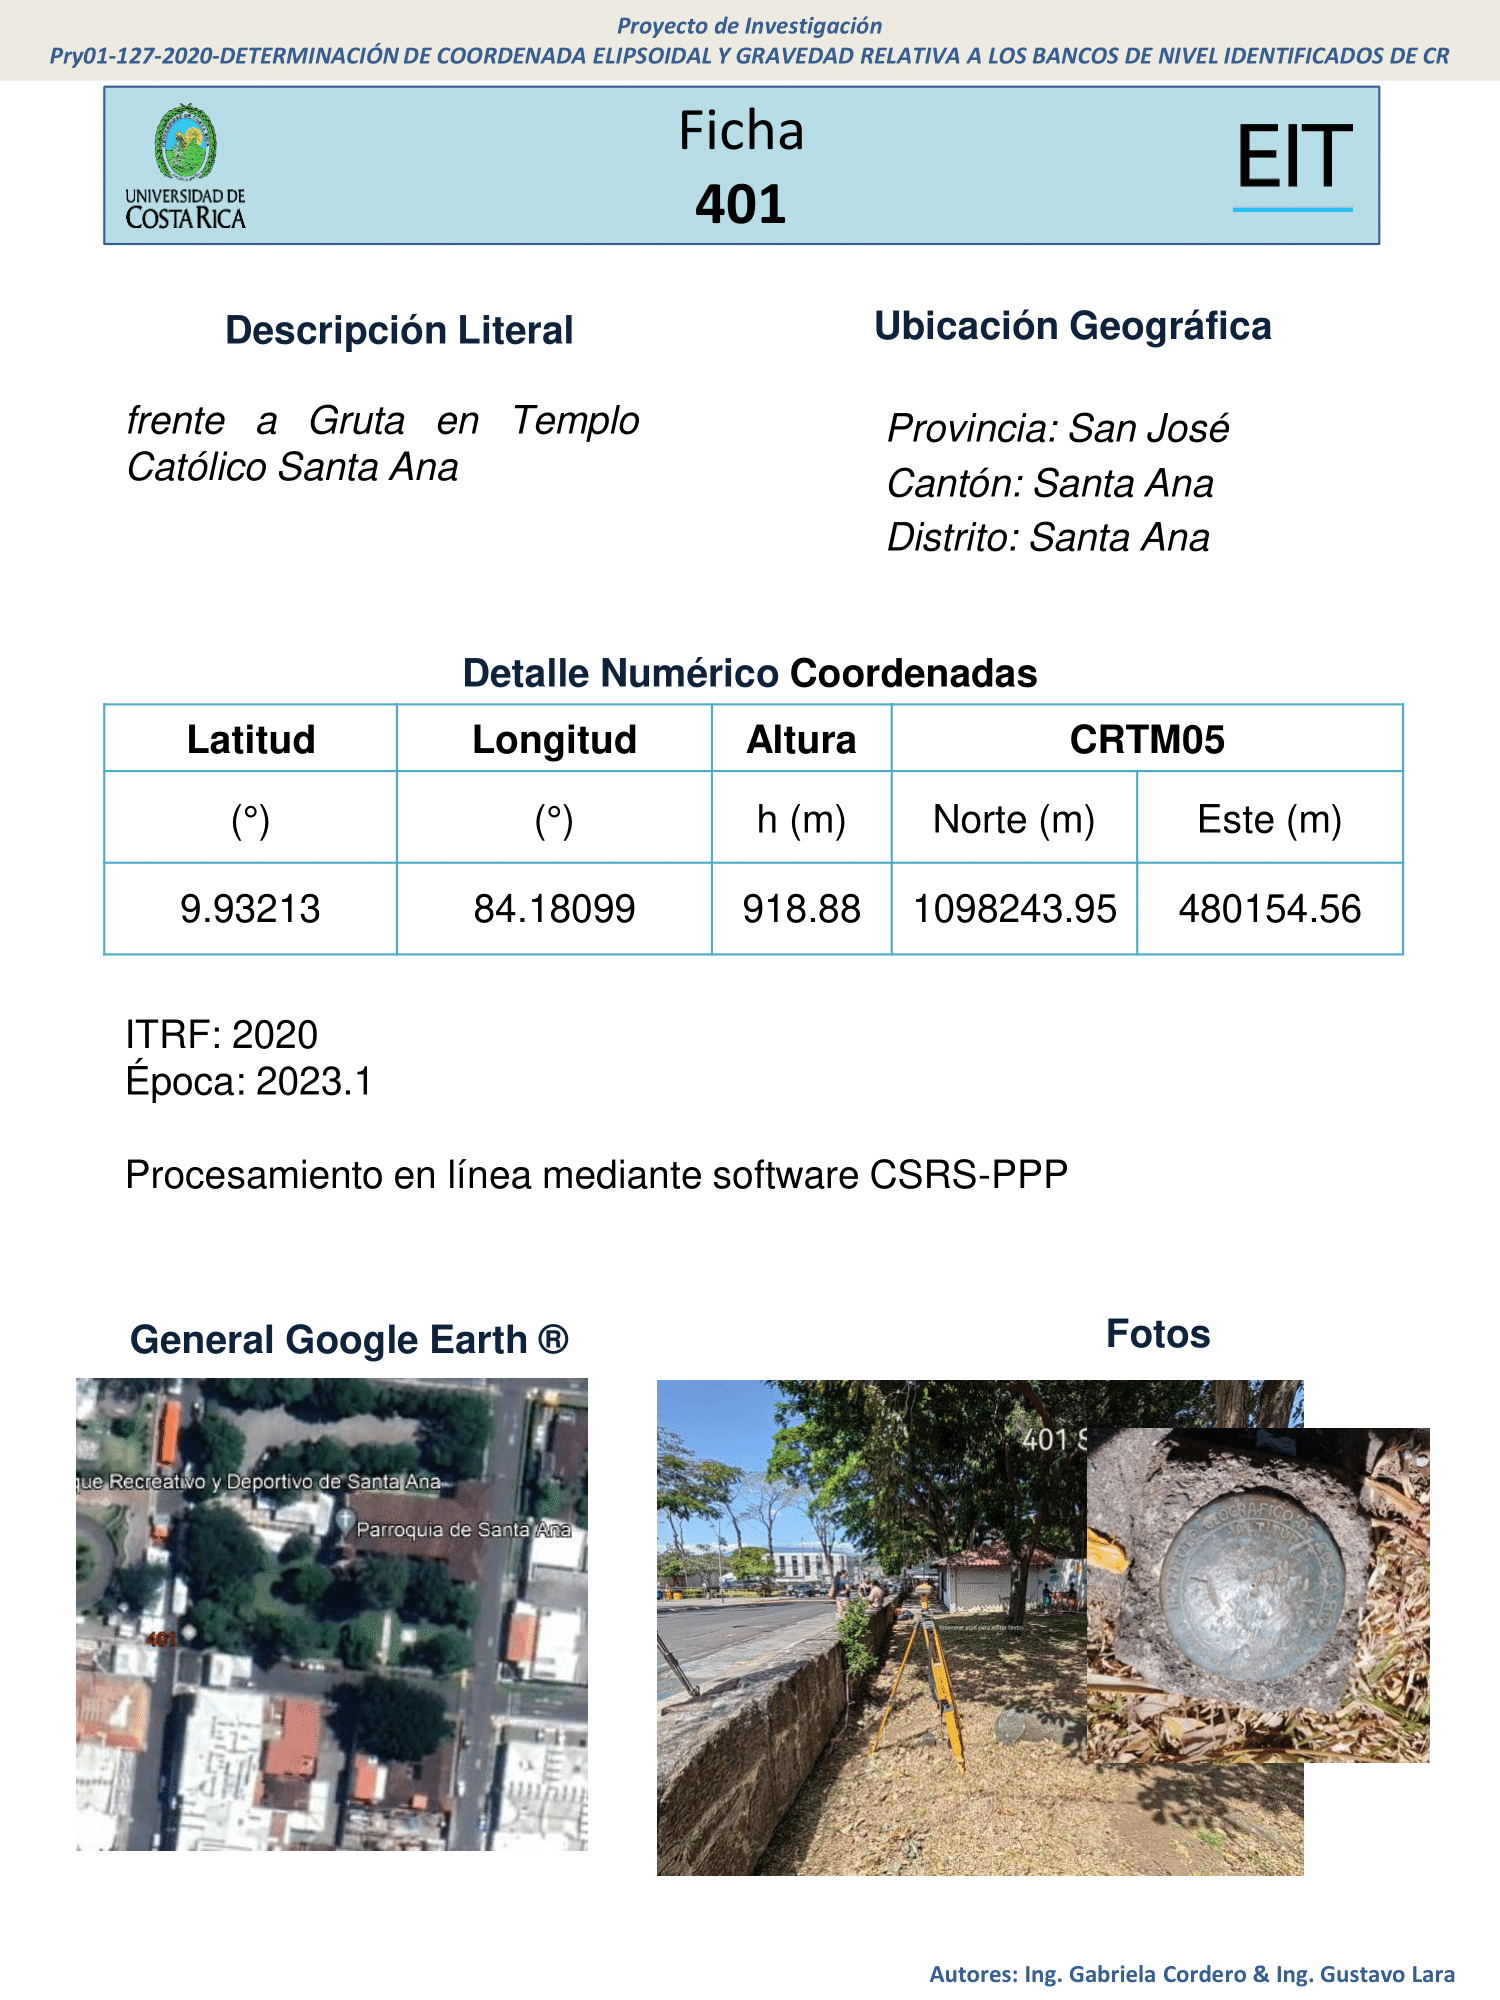 Proyecto de Investigación
Pry01-127-2020-DETERMINACIÓN DE COORDENADA ELIPSOIDAL Y GRAVEDAD RELATIVA A LOS BANCOS DE NIVEL IDENTIFICADOS DE CR
UNIVERSIDAD DE
COSTA RICA
Ficha
401
EIT
Descripción Literal
frente a Gruta en Templo
Católico Santa Ana
Ubicación Geográfica
Provincia: San José
Cantón: Santa Ana
Distrito: Santa Ana
Detalle Numérico Coordenadas
Latitud Longitud Altura CRTM05
(°) (°) h (m) Norte (m) Este (m)
9.93213 84.18099 918.88 1098243.95 480154.56
ITRF: 2020
Época: 2023.1
Procesamiento en línea mediante software CSRS-PPP
General Google Earth ®
que Recreativo y Deportivo de Santa Ana
Parroquia de Santa Ana
401
Fotos
401 S
Autores: Ing. Gabriela Cordero & Ing. Gustavo Lara